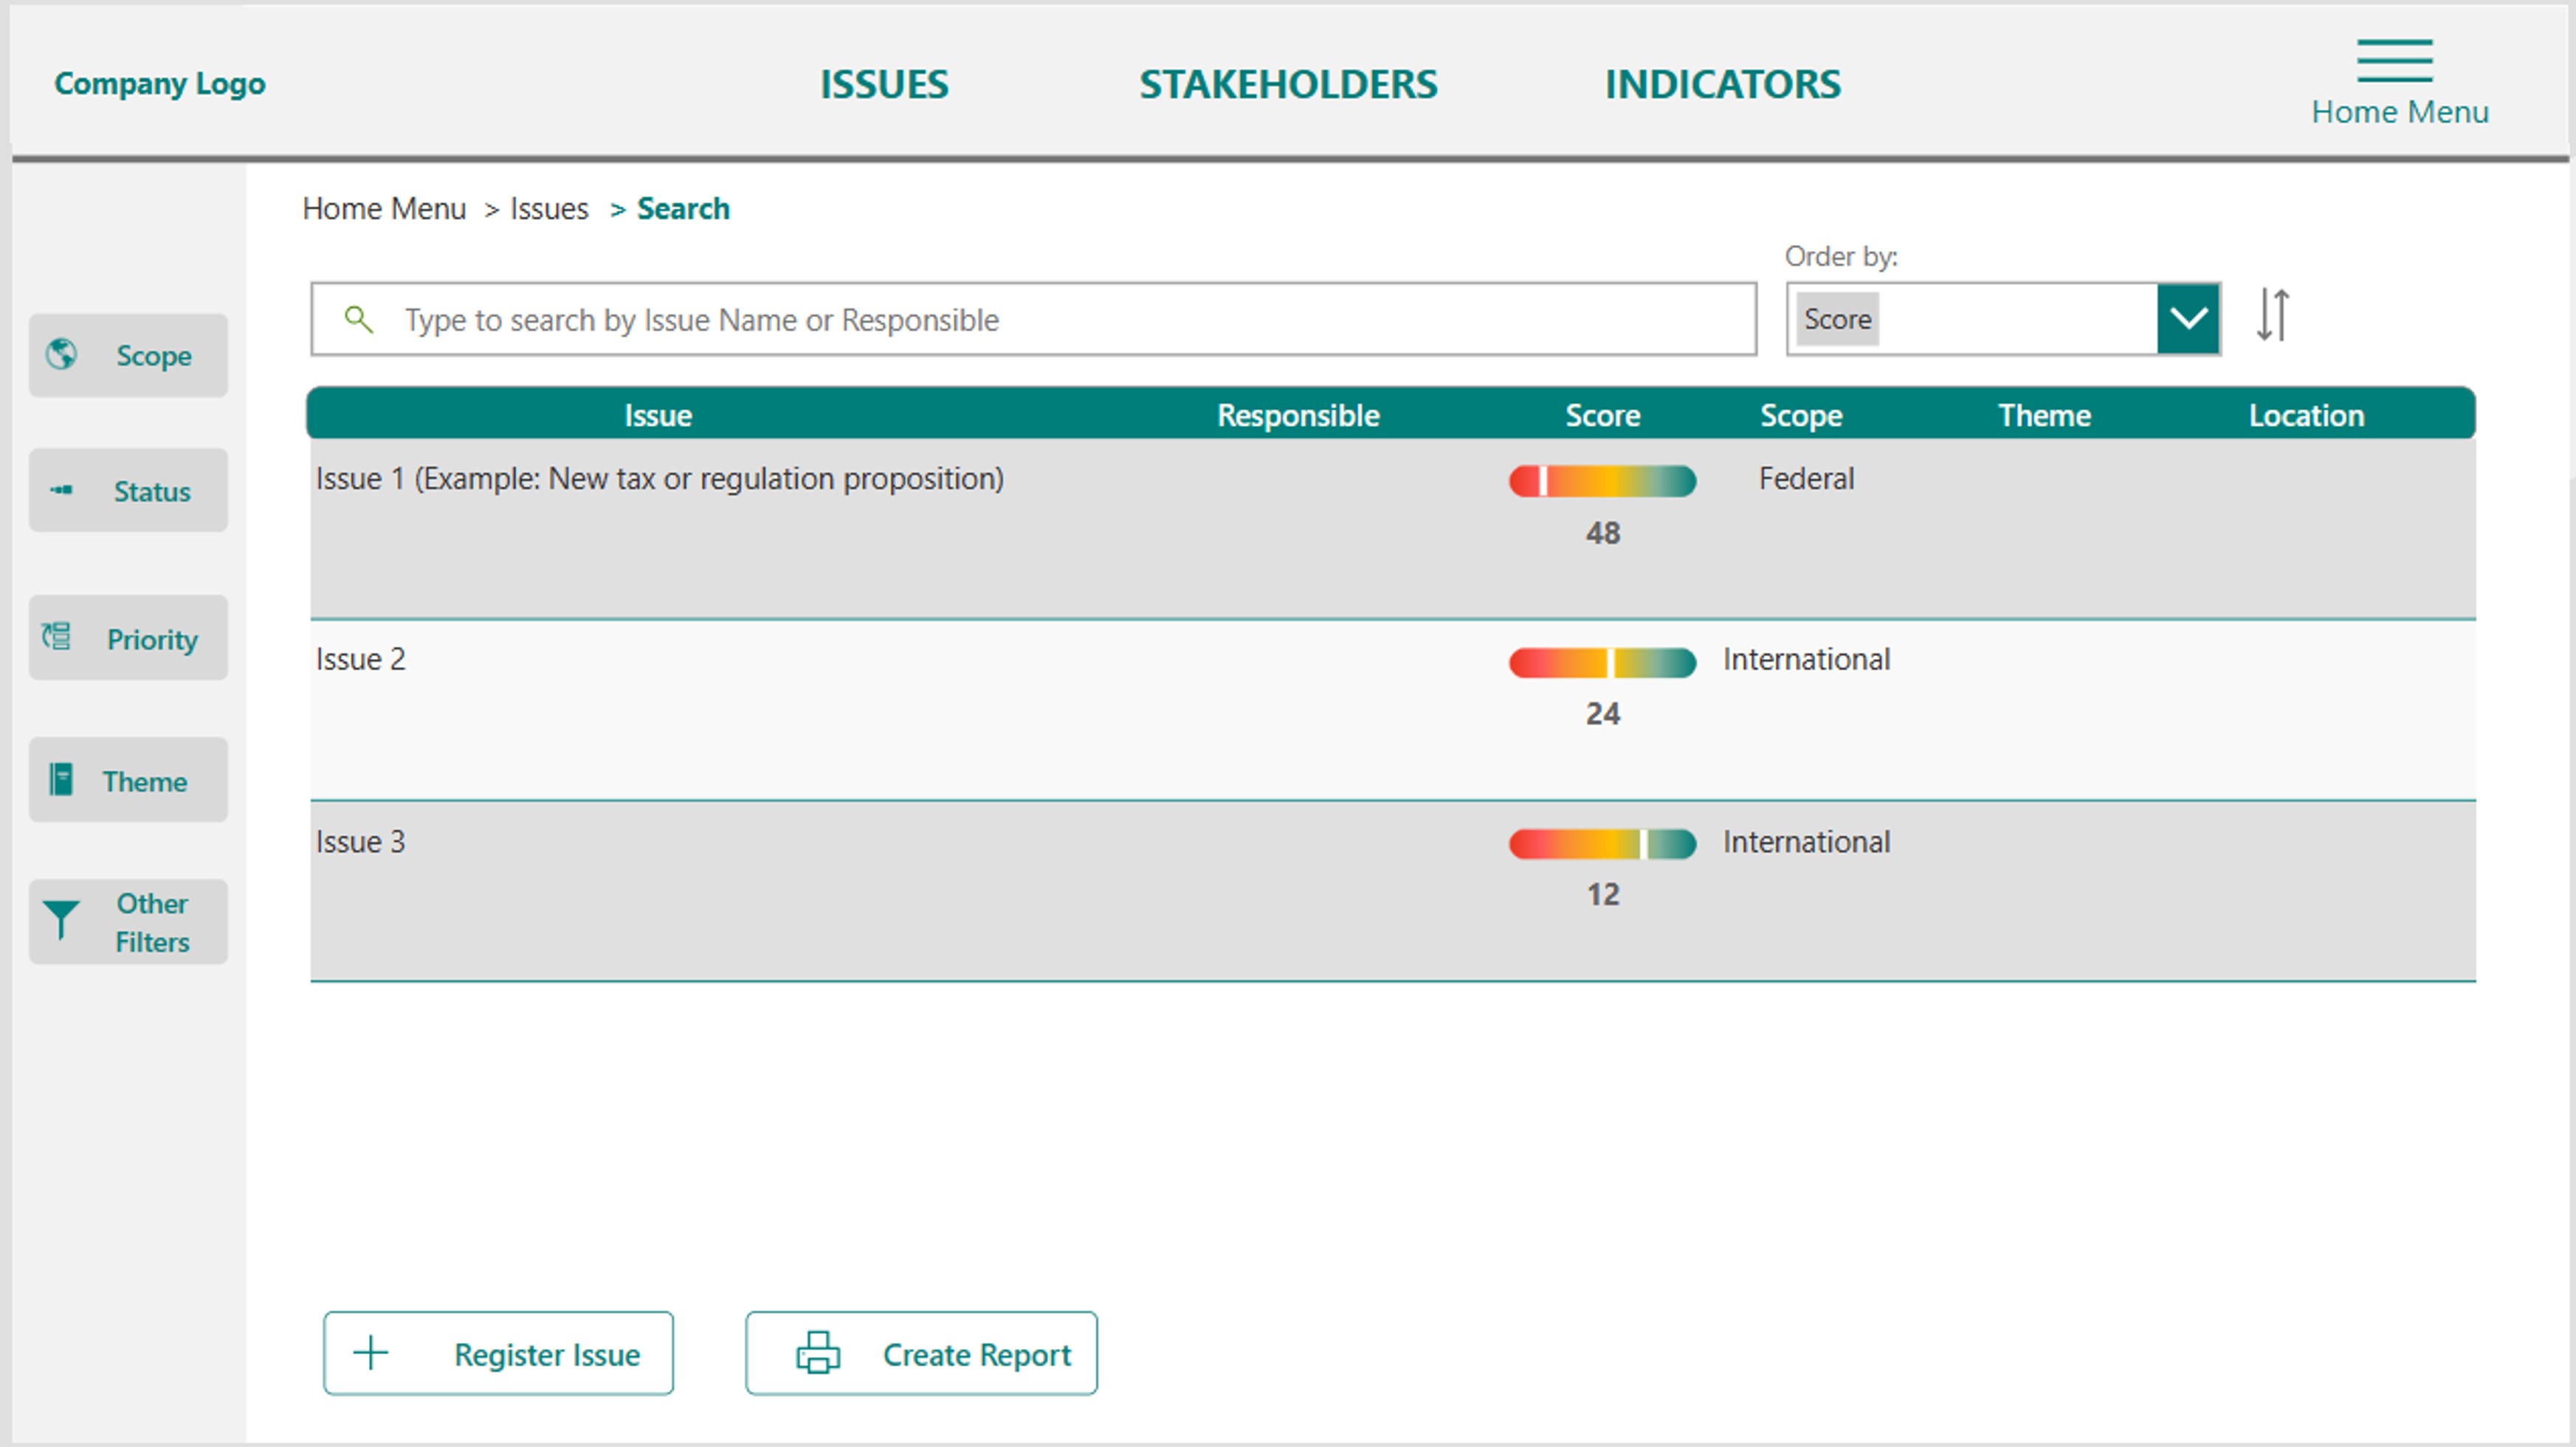 Company Logo
ISSUES STAKEHOLDERS INDICATORS
Home Menu
Home Menu > Issues > Search
Order by:
Type to search by Issue Name or Responsible
Score
Issue Responsible Score Scope Theme Location
Issue 1 (Example: New tax or regulation proposition) Federal
48
Issue 2 International
24
Issue 3 International
12
Scope
Status
Priority
Theme
Other
Filters
Register Issue
Create Report